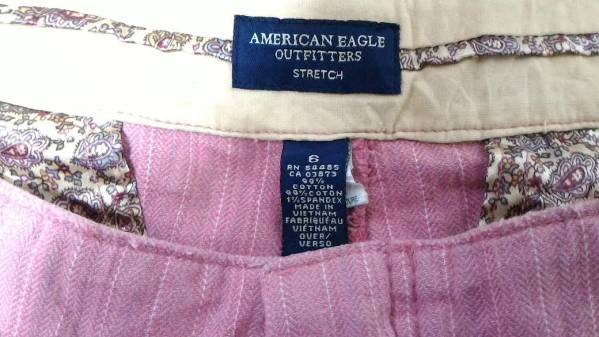 AMERICAN EAGLE
OUTFITTERS
STRETCH
6
RN 54485
CA 03873
99%
COTTON
99%COTON
1%SPANDEX
MADE IN
VIETNAM
FABRIQUÉAU
VIÉTNAM
OVER/
VERSO